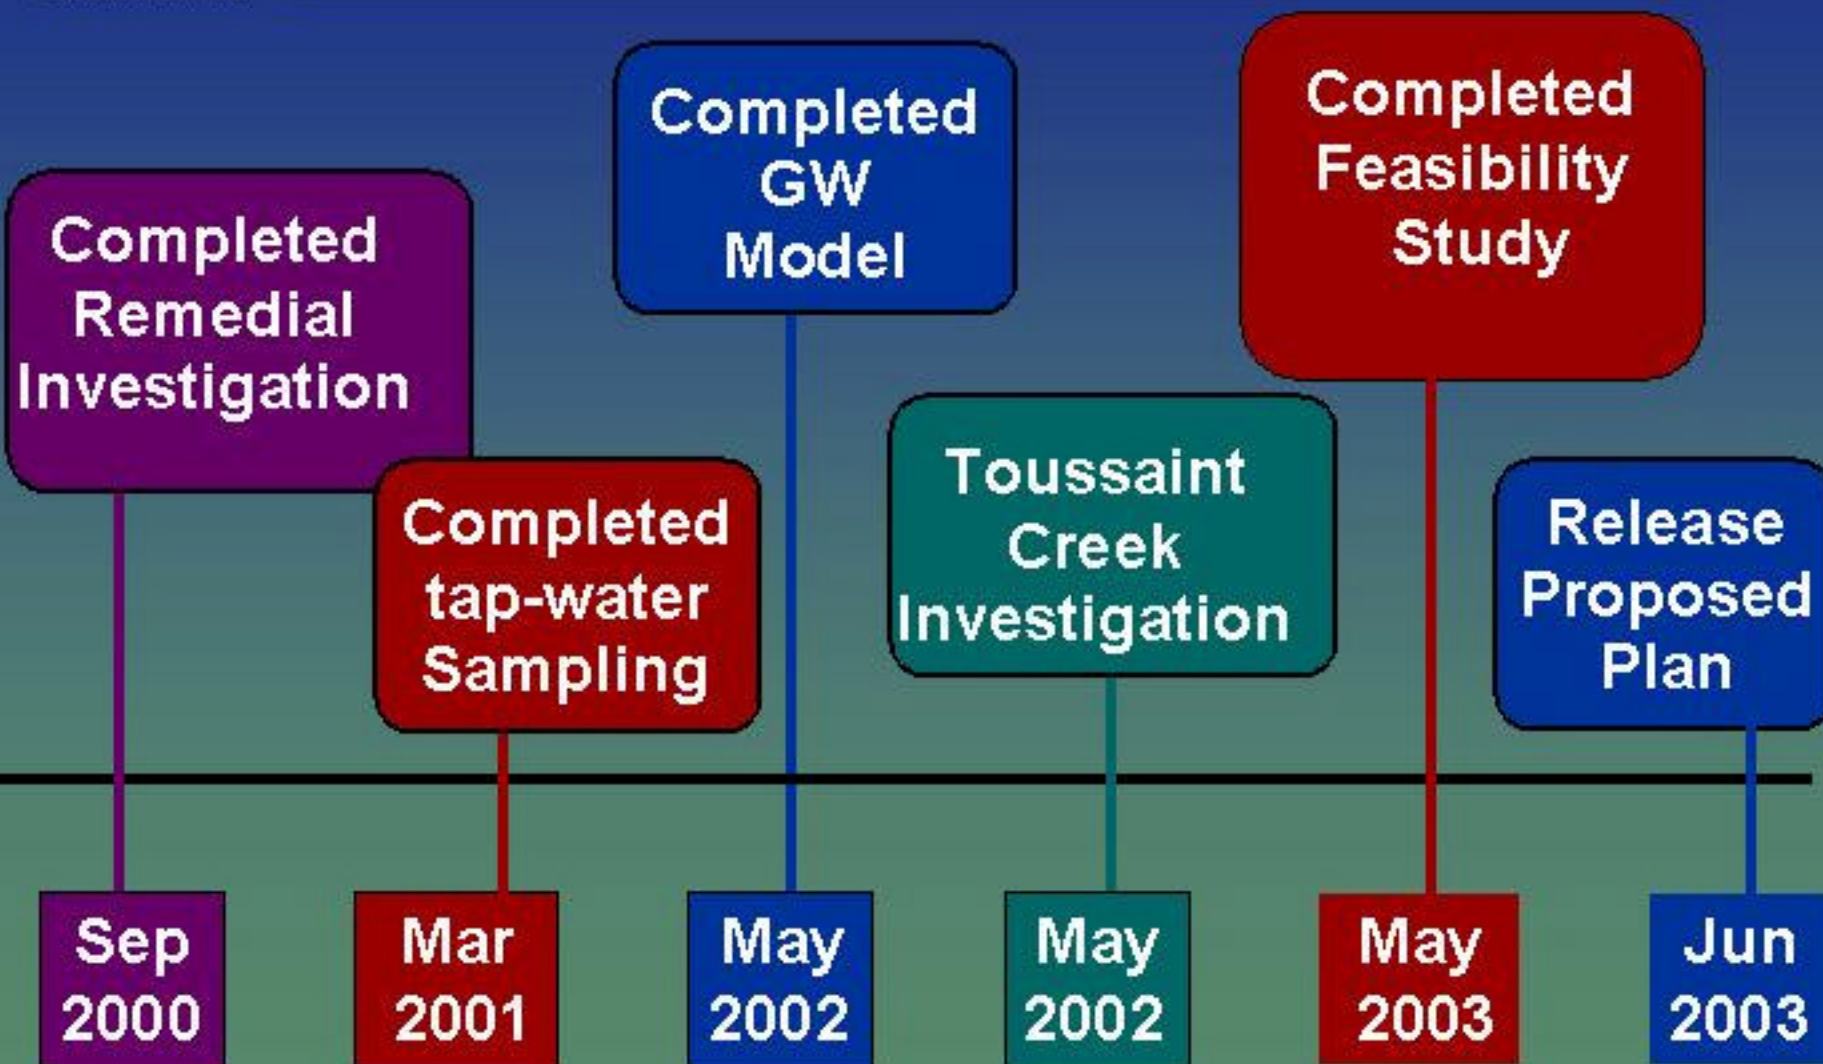 Completed
Remedial
Investigation
Completed
tap-water
Sampling
Completed
GW
Model
Toussaint
Creek
Investigation
Completed
Feasibility
Study
Release
Proposed
Plan
Sep
2000
Mar
2001
May
2002
May
2002
May
2003
Jun
2003